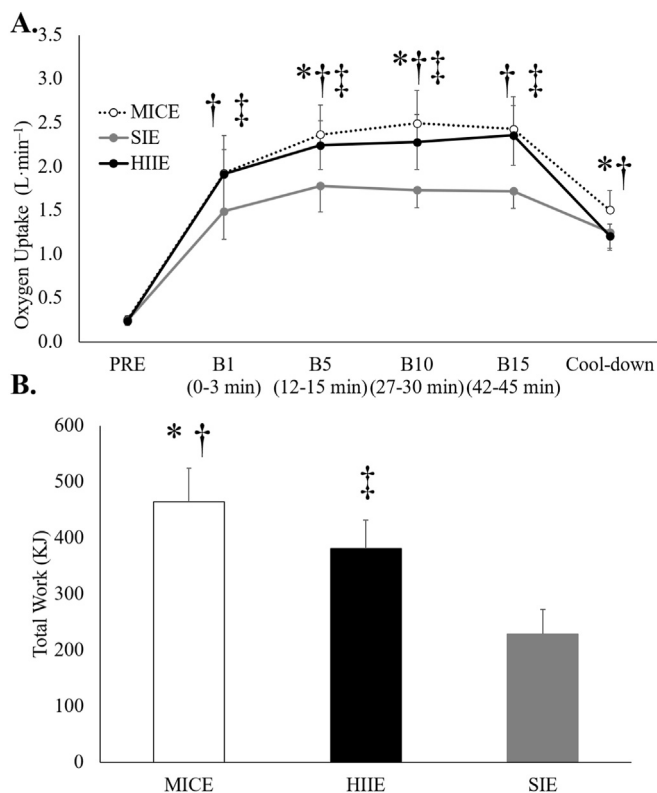 A.
3.5
3.0
2.5
2.0
1.5
1.0
0.5
0.0
Oxygen Uptake (L·min⁻¹)
MICE
SIE
HIIE
† ‡
*†‡
*†‡
† ‡
*†
PRE
B1
(0-3 min)
B5
(12-15 min)
B10
(27-30 min)
B15
(42-45 min)
Cool-down
B.
600
500
400
300
200
100
0
Total Work (KJ)
* †
‡
MICE
HIIE
SIE